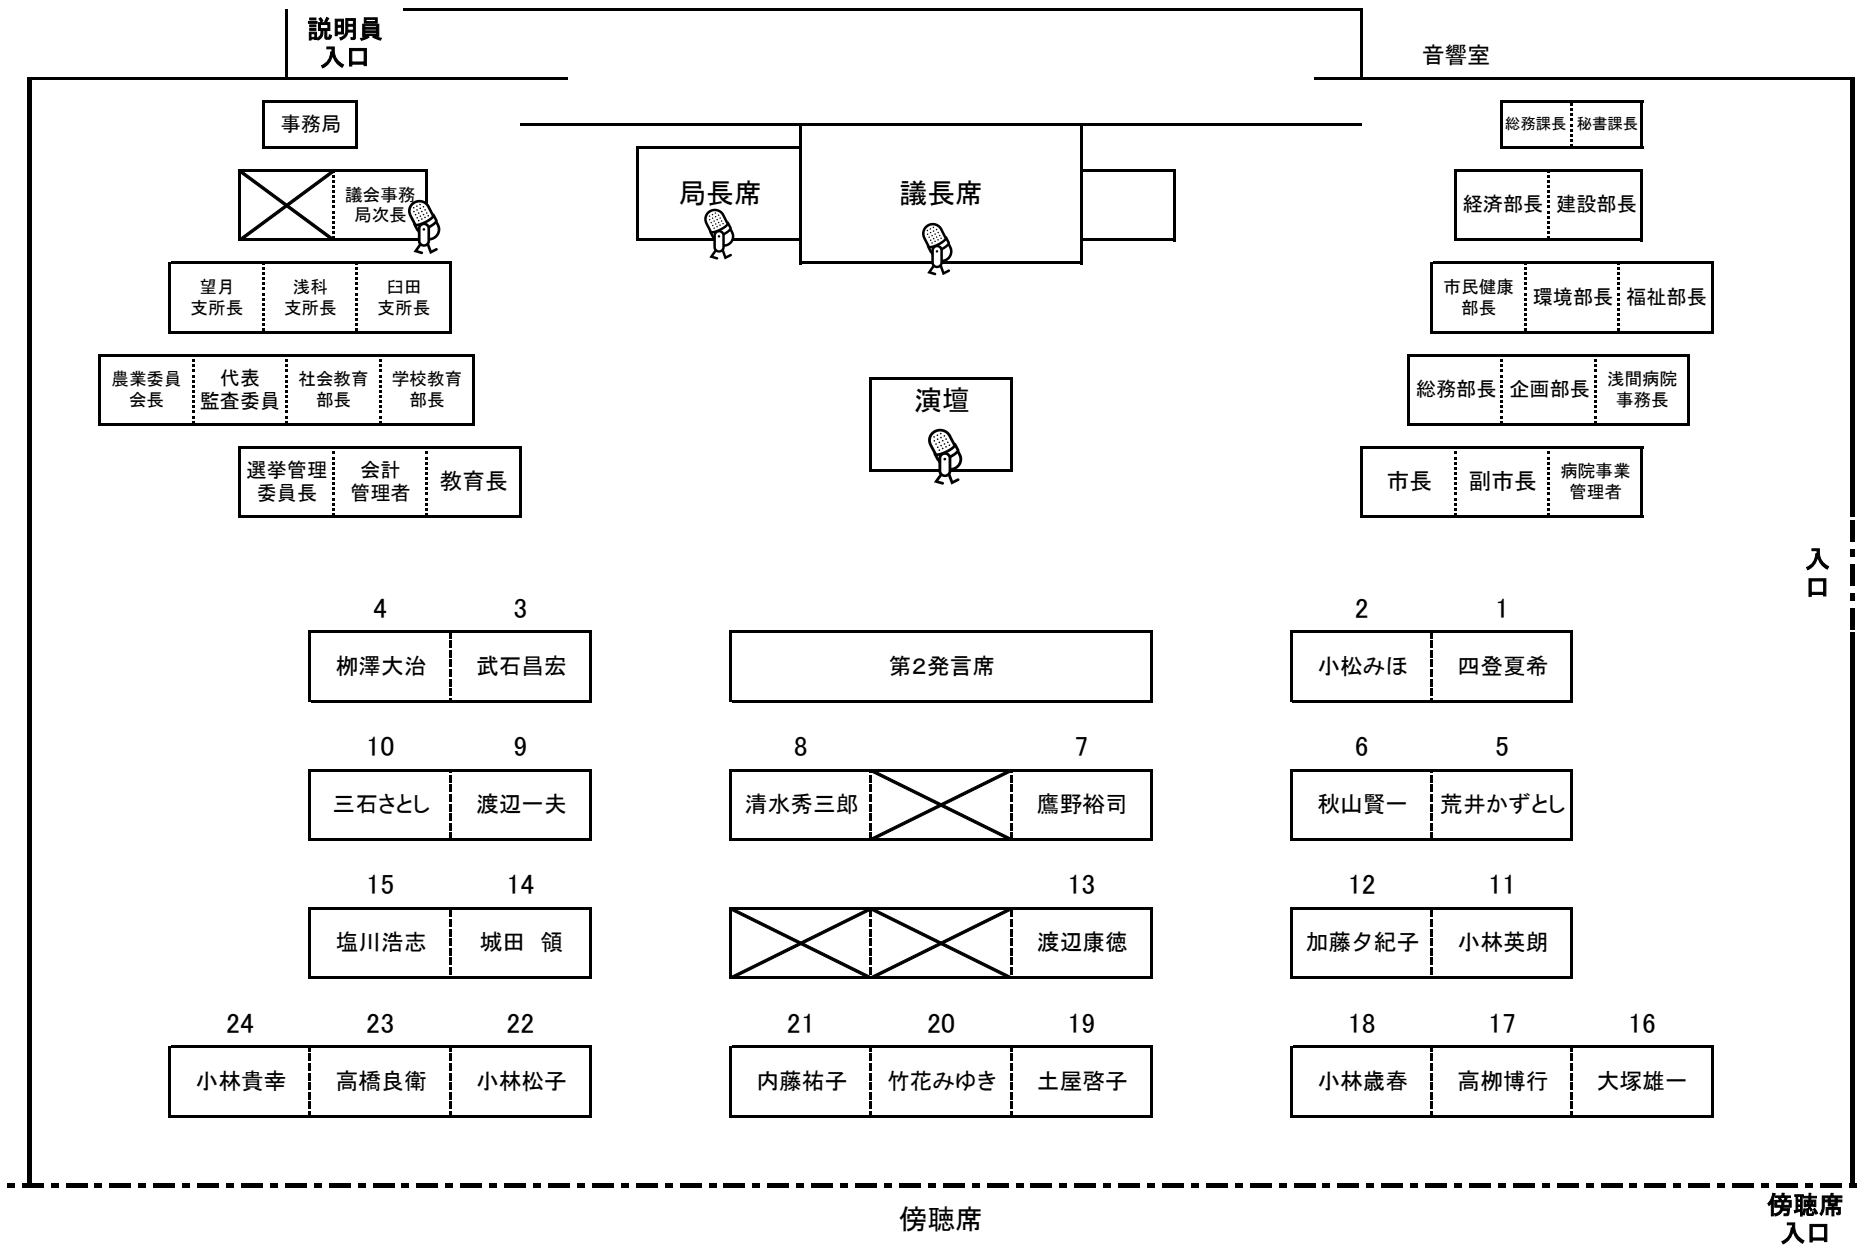 説明員
入口
音響室
事務局
総務課長 秘書課長
議会事務
局次長
局長席
議長席
経済部長 建設部長
望月
支所長
浅科
支所長
臼田
支所長
市民健康
部長
環境部長 福祉部長
農業委員
会長
代表
監査委員
社会教育
部長
学校教育
部長
演壇
総務部長 企画部長
浅間病院
事務長
選挙管理
委員長
会計
管理者
教育長
市長 副市長
病院事業
管理者
入
口
4 3 2 1
栁澤大治 武石昌宏 第2発言席 小松みほ 四登夏希
10 9 8 7 6 5
三石さとし 渡辺一夫 清水秀三郎 鷹野裕司 秋山賢一 荒井かずとし
15 14 13 12 11
塩川浩志 城田　領 渡辺康徳 加藤夕紀子 小林英朗
24 23 22 21 20 19 18 17 16
小林貴幸 高橋良衛 小林松子 内藤祐子 竹花みゆき 土屋啓子 小林歳春 高栁博行 大塚雄一
傍聴席
傍聴席
入口